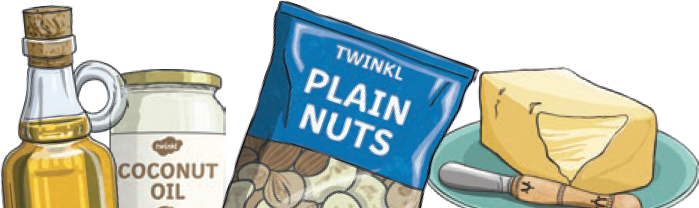 twinkl
COCONUT
OIL
TWINKL
PLAIN
NUTS